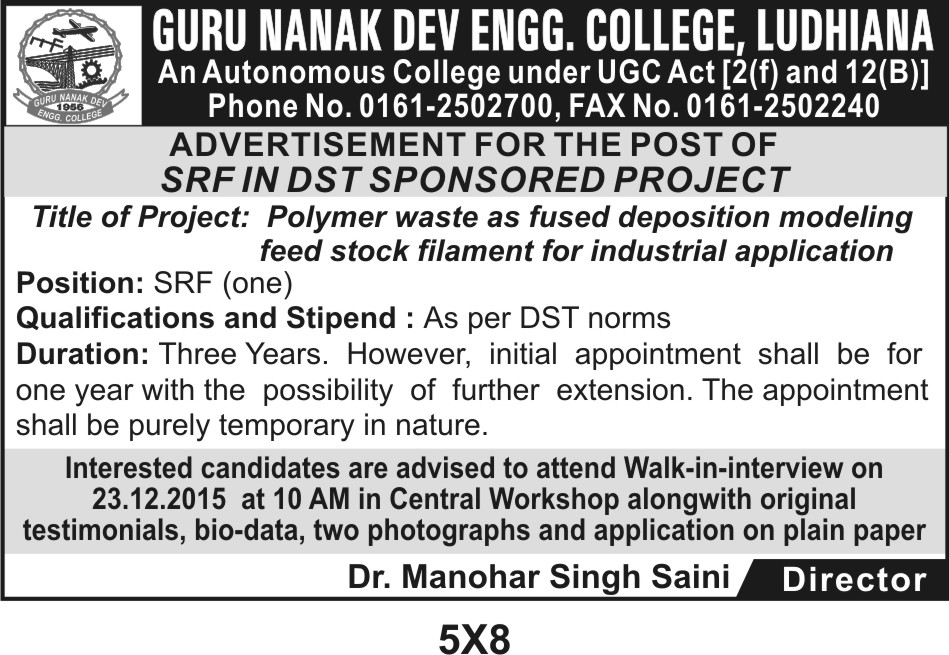 GURU NANAK DEV ENGG. COLLEGE, LUDHIANA
An Autonomous College under UGC Act [2(f) and 12(B)]
Phone No. 0161-2502700, FAX No. 0161-2502240
GURU NANAK DEV
1956
ENGG. COLLEGE
ADVERTISEMENT FOR THE POST OF
SRF IN DST SPONSORED PROJECT
Title of Project: Polymer waste as fused deposition modeling
feed stock filament for industrial application
Position: SRF (one)
Qualifications and Stipend : As per DST norms
Duration: Three Years. However, initial appointment shall be for
one year with the possibility of further extension. The appointment
shall be purely temporary in nature.
Interested candidates are advised to attend Walk-in-interview on
23.12.2015 at 10 AM in Central Workshop alongwith original
testimonials, bio-data, two photographs and application on plain paper
Dr. Manohar Singh Saini Director
5X8